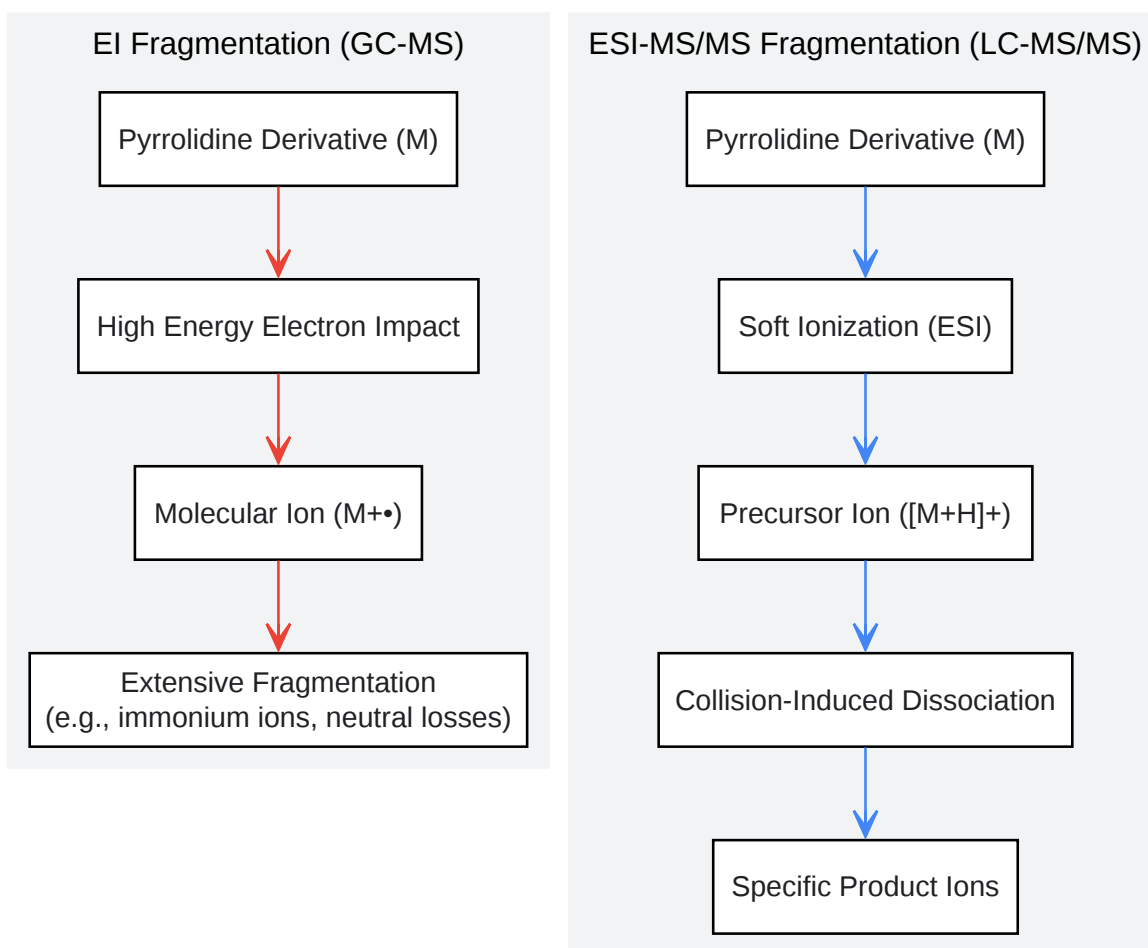 EI Fragmentation (GC-MS)
Pyrrolidine Derivative (M)
High Energy Electron Impact
Molecular Ion (M+•)
Extensive Fragmentation
(e.g., immonium ions, neutral losses)
ESI-MS/MS Fragmentation (LC-MS/MS)
Pyrrolidine Derivative (M)
Soft Ionization (ESI)
Precursor Ion ([M+H]+)
Collision-Induced Dissociation
Specific Product Ions